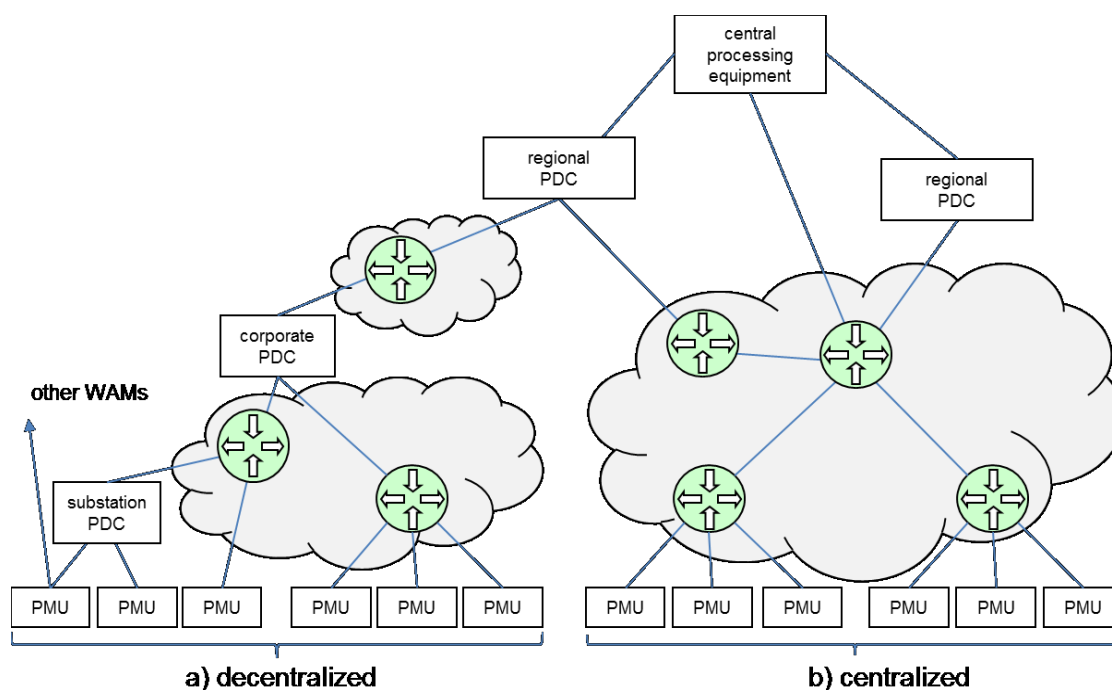 central
processing
equipment
regional
PDC
regional
PDC
corporate
PDC
other WAMs
substation
PDC
PMU
PMU
PMU
PMU
PMU
PMU
PMU
PMU
PMU
PMU
PMU
PMU
a) decentralized
b) centralized